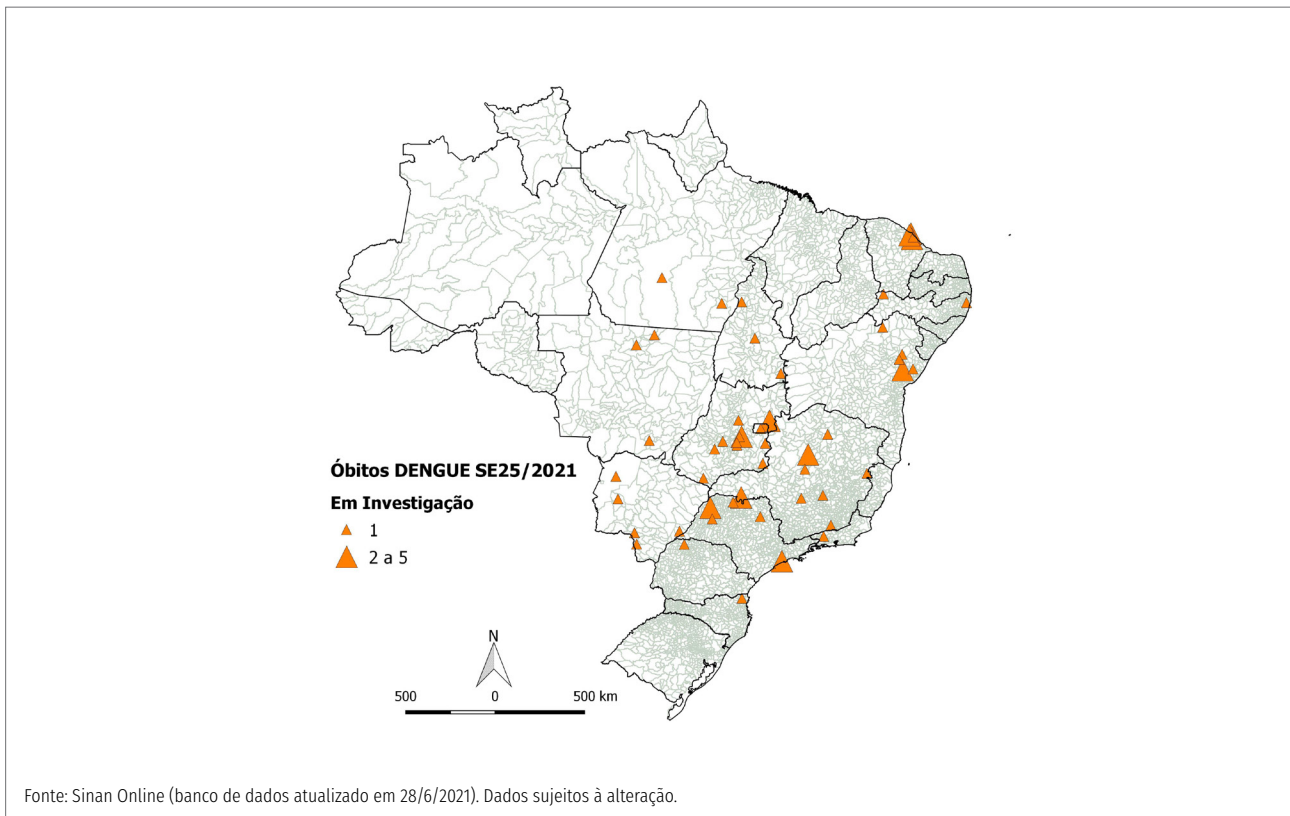 Óbitos DENGUE SE25/2021
Em Investigação
1
2 a 5
N
500 0 500 km
Fonte: Sinan Online (banco de dados atualizado em 28/6/2021). Dados sujeitos à alteração.